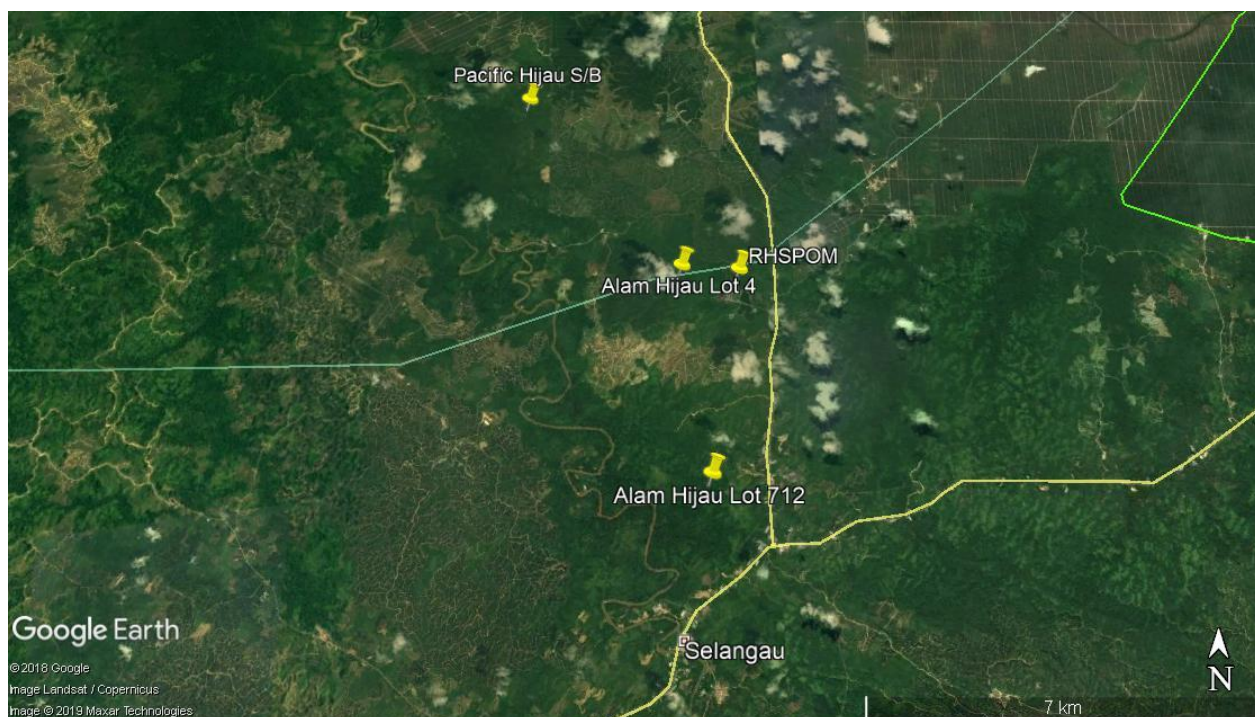 Pacific Hijau S/B
RHSPOM
Alam Hijau Lot 4
Alam Hijau Lot 712
Selangau
Google Earth
© 2018 Google
Image Landsat / Copernicus
Image © 2019 Maxar Technologies
N
7 km